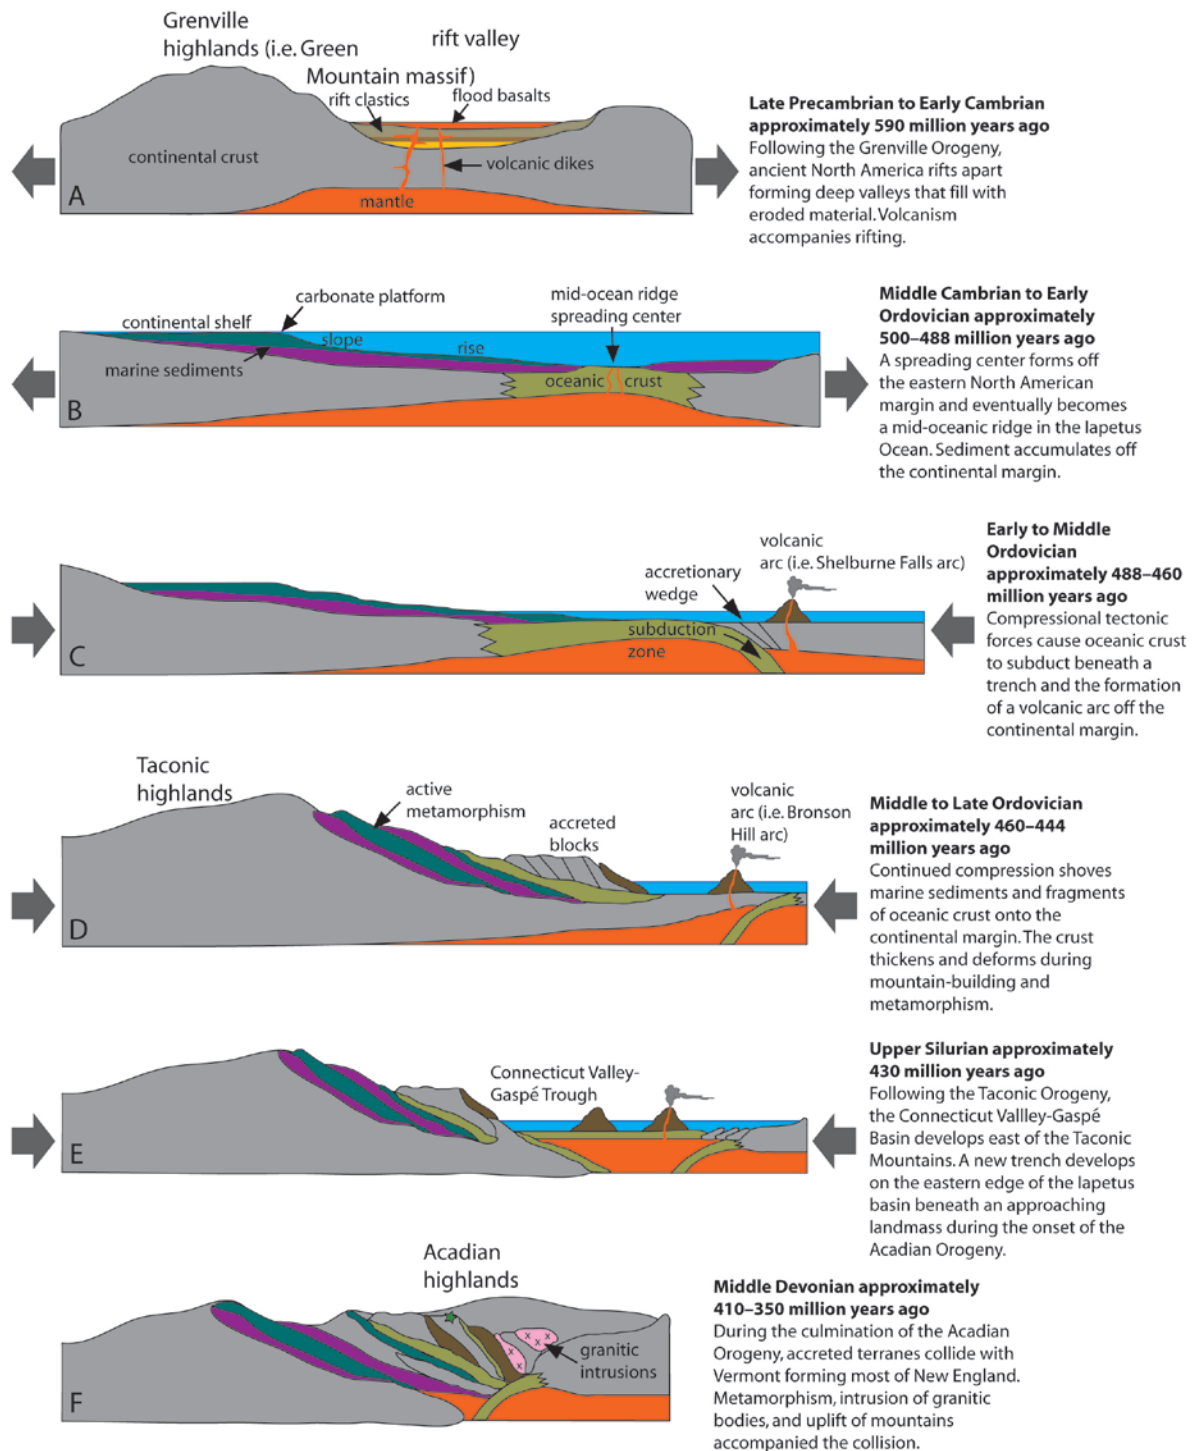 Grenville
highlands (i.e. Green
Mountain massif)
rift valley
rift clastics
flood basalts
continental crust
volcanic dikes
mantle
A
Late Precambrian to Early Cambrian
approximately 590 million years ago
Following the Grenville Orogeny,
ancient North America rifts apart
forming deep valleys that fill with
eroded material. Volcanism
accompanies rifting.
carbonate platform
continental shelf
slope
rise
marine sediments
mid-ocean ridge
spreading center
oceanic crust
B
Middle Cambrian to Early
Ordovician approximately
500–488 million years ago
A spreading center forms off
the eastern North American
margin and eventually becomes
a mid-oceanic ridge in the Iapetus
Ocean. Sediment accumulates off
the continental margin.
volcanic
arc (i.e. Shelburne Falls arc)
accretionary
wedge
subduction
zone
C
Early to Middle
Ordovician
approximately 488–460
million years ago
Compressional tectonic
forces cause oceanic crust
to subduct beneath a
trench and the formation
of a volcanic arc off the
continental margin.
Taconic
highlands
active
metamorphism
accreted
blocks
volcanic
arc (i.e. Bronson
Hill arc)
D
Middle to Late Ordovician
approximately 460–444
million years ago
Continued compression shoves
marine sediments and fragments
of oceanic crust onto the
continental margin. The crust
thickens and deforms during
mountain-building and
metamorphism.
Connecticut Valley-
Gaspé Trough
E
Upper Silurian approximately
430 million years ago
Following the Taconic Orogeny,
the Connecticut Vallley-Gaspé
Basin develops east of the Taconic
Mountains. A new trench develops
on the eastern edge of the Iapetus
basin beneath an approaching
landmass during the onset of the
Acadian Orogeny.
Acadian
highlands
granitic
intrusions
x
x
x
x
x
x
F
Middle Devonian approximately
410–350 million years ago
During the culmination of the Acadian
Orogeny, accreted terranes collide with
Vermont forming most of New England.
Metamorphism, intrusion of granitic
bodies, and uplift of mountains
accompanied the collision.